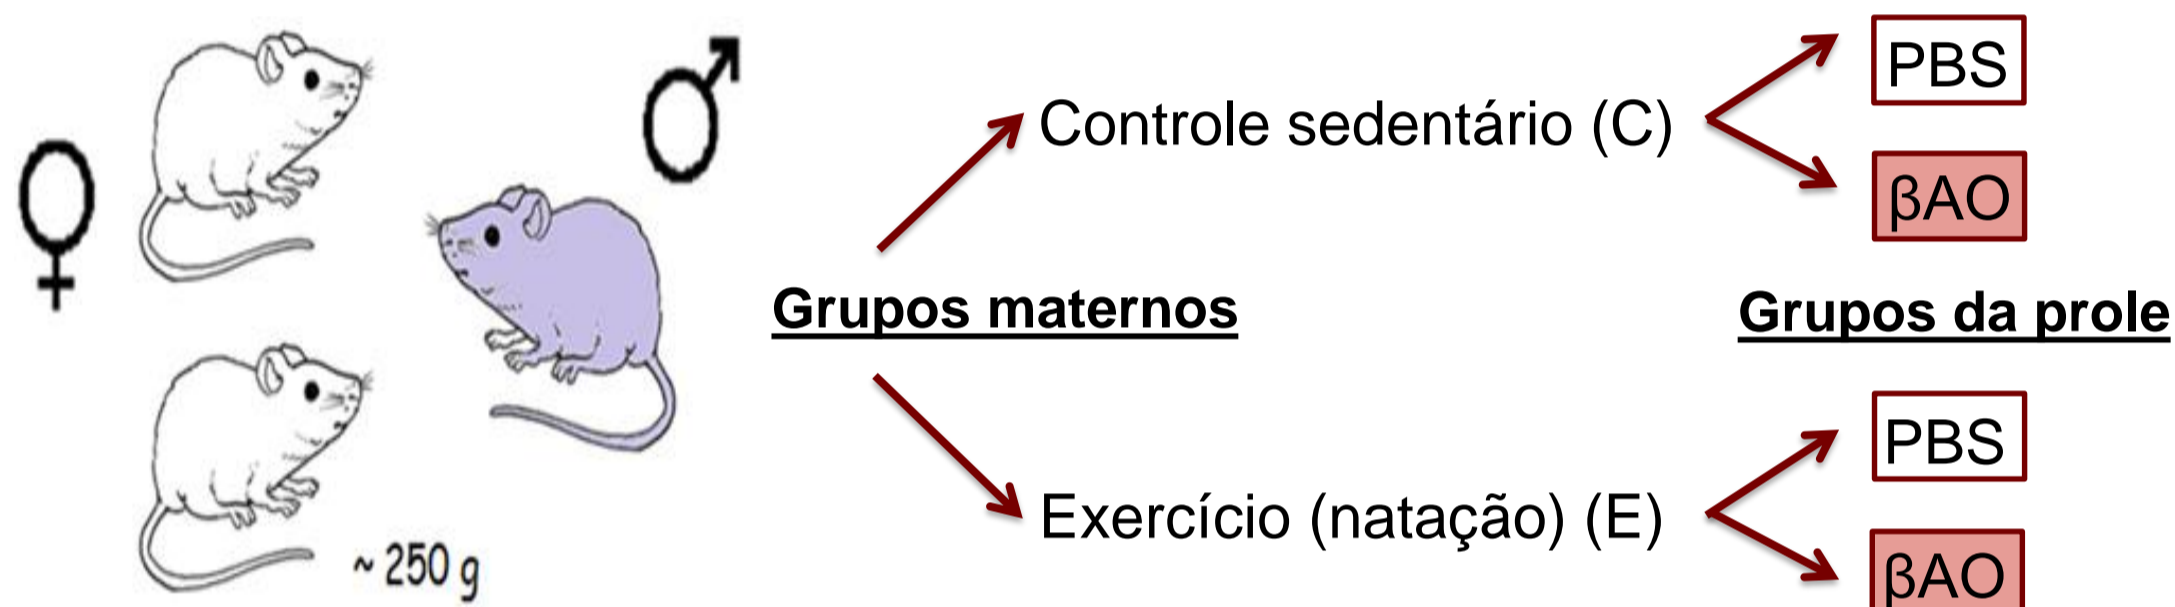 PBS
Controle sedentário (C)
βAO
Grupos maternos
Grupos da prole
PBS
Exercício (natação) (E)
~ 250 g
βAO